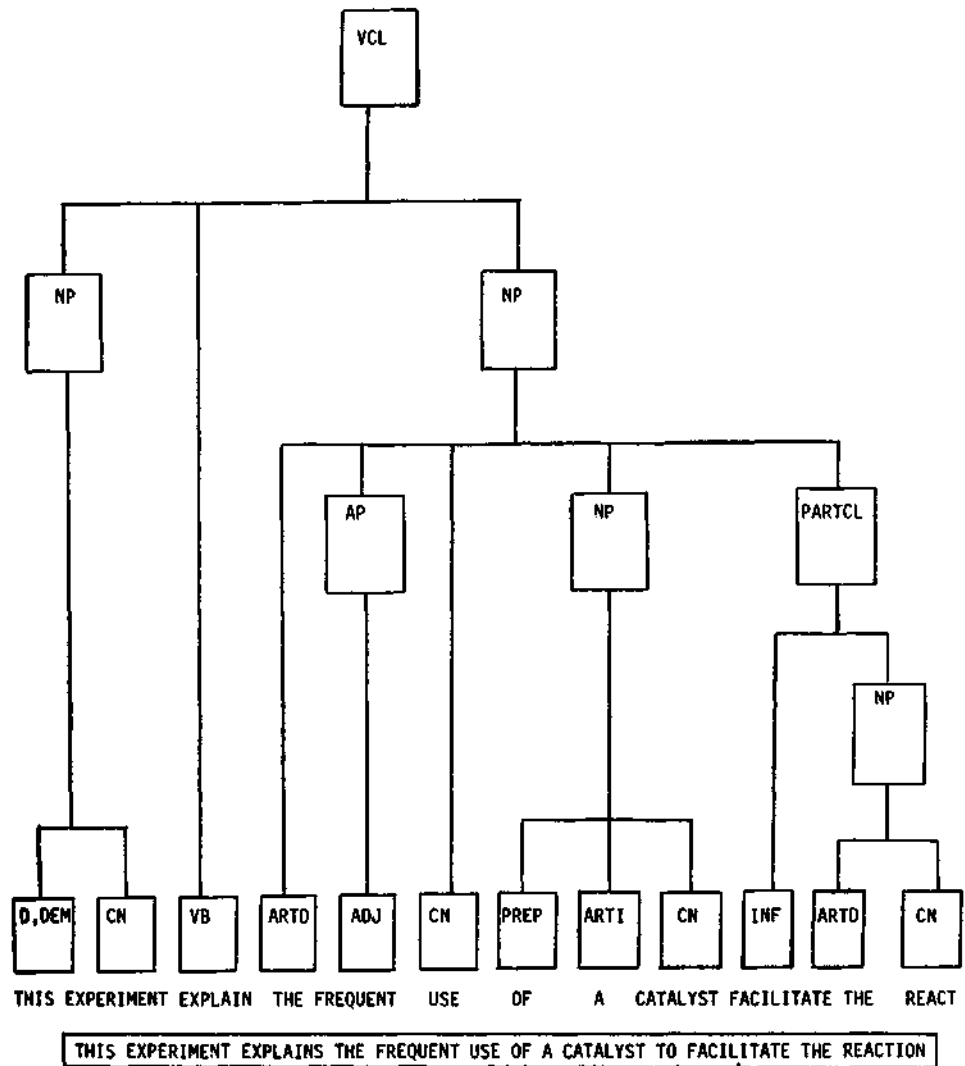 VCL
NP NP
AP NP PARTCL
NP
D,DEM CN VB ARTD ADJ CN PREP ARTI CN INF ARTD CN
THIS EXPERIMENT EXPLAIN THE FREQUENT USE OF A CATALYST FACILITATE THE REACT
THIS EXPERIMENT EXPLAINS THE FREQUENT USE OF A CATALYST TO FACILITATE THE REACTION